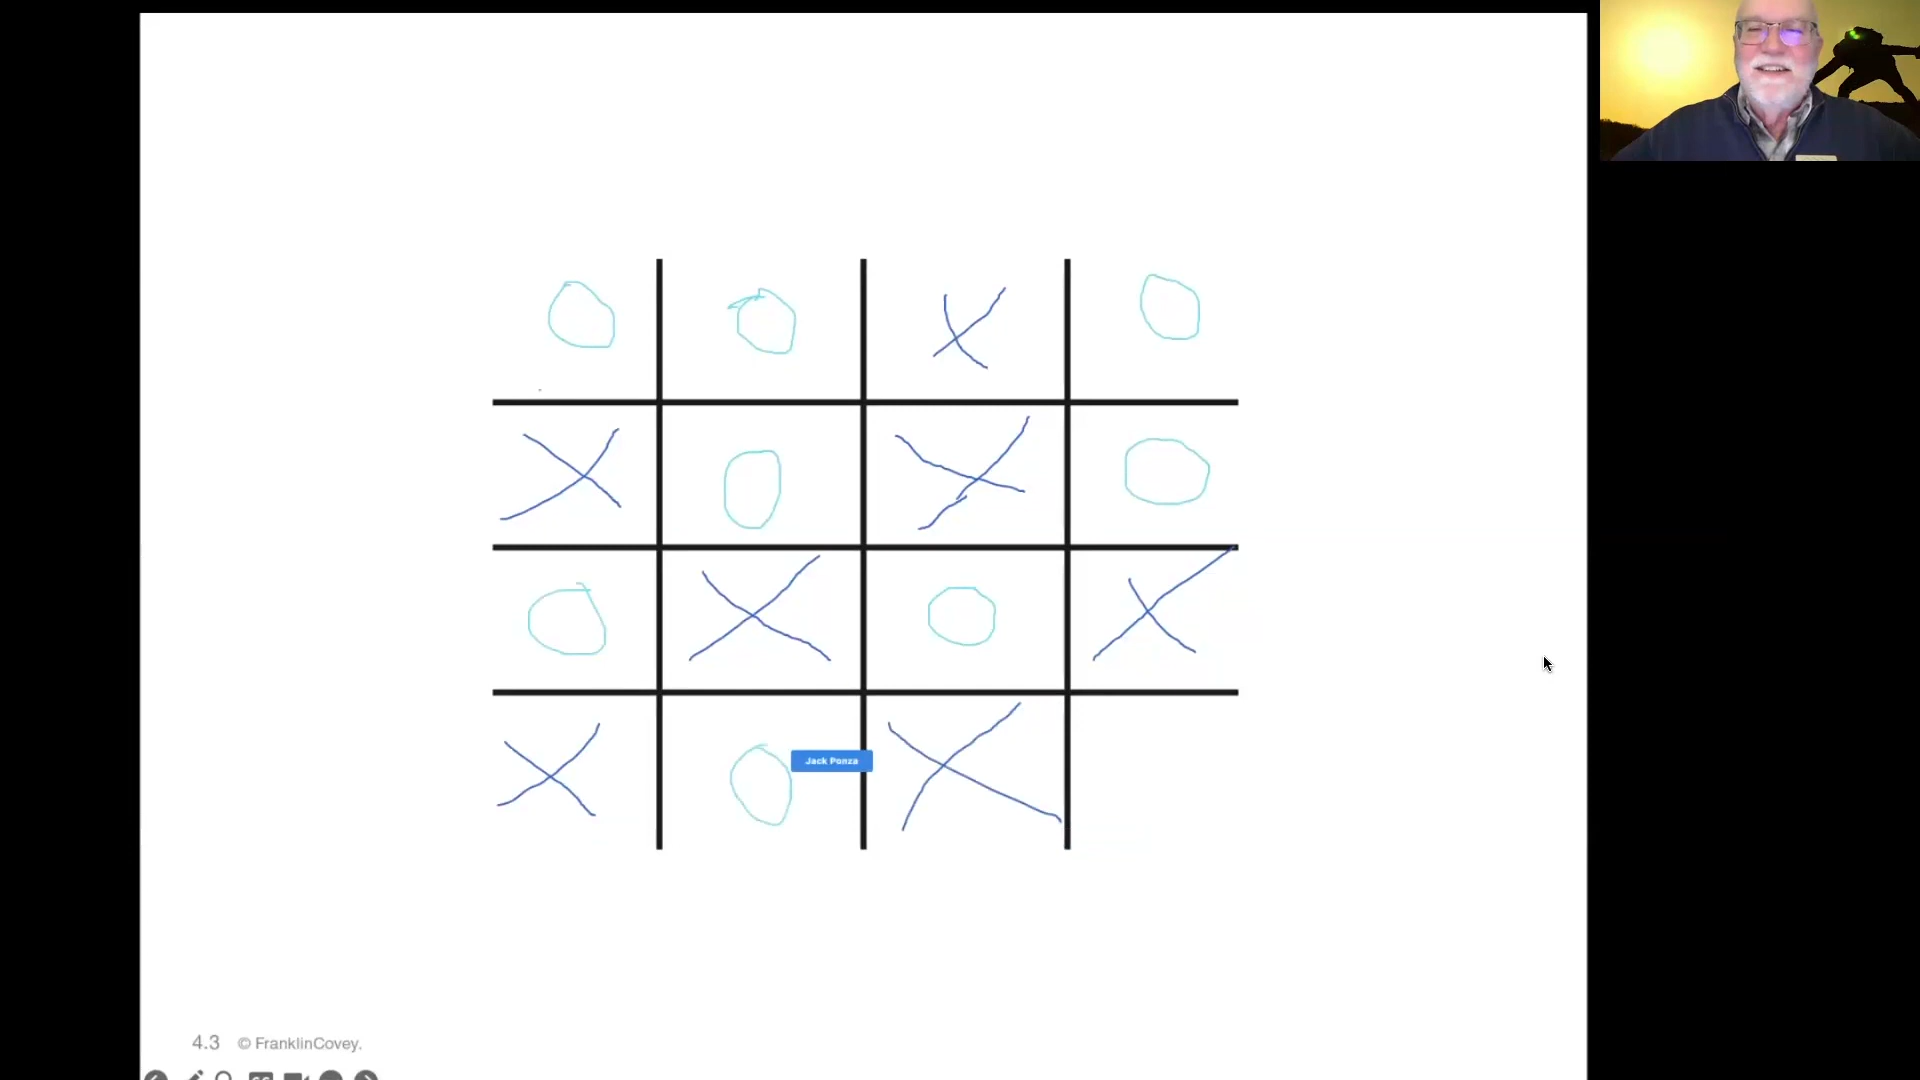 O O X O
X O X O
O X O X
X O X
Jack Ponza
4.3 © FranklinCovey.